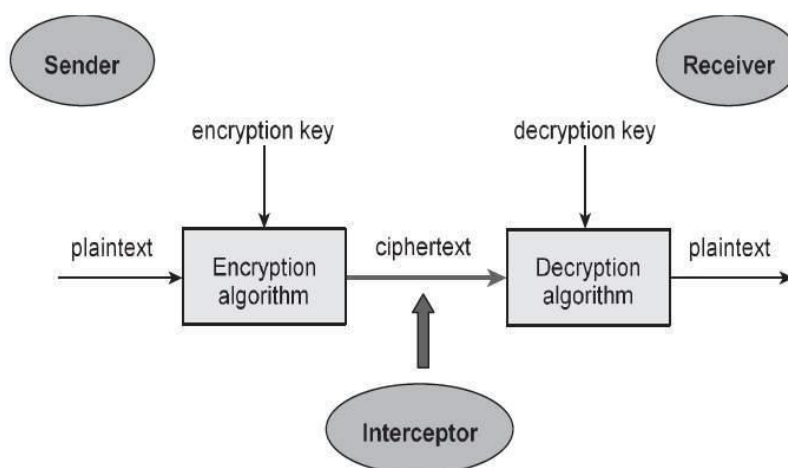 Sender
Receiver
encryption key
decryption key
plaintext
ciphertext
plaintext
Encryption
algorithm
Decryption
algorithm
Interceptor